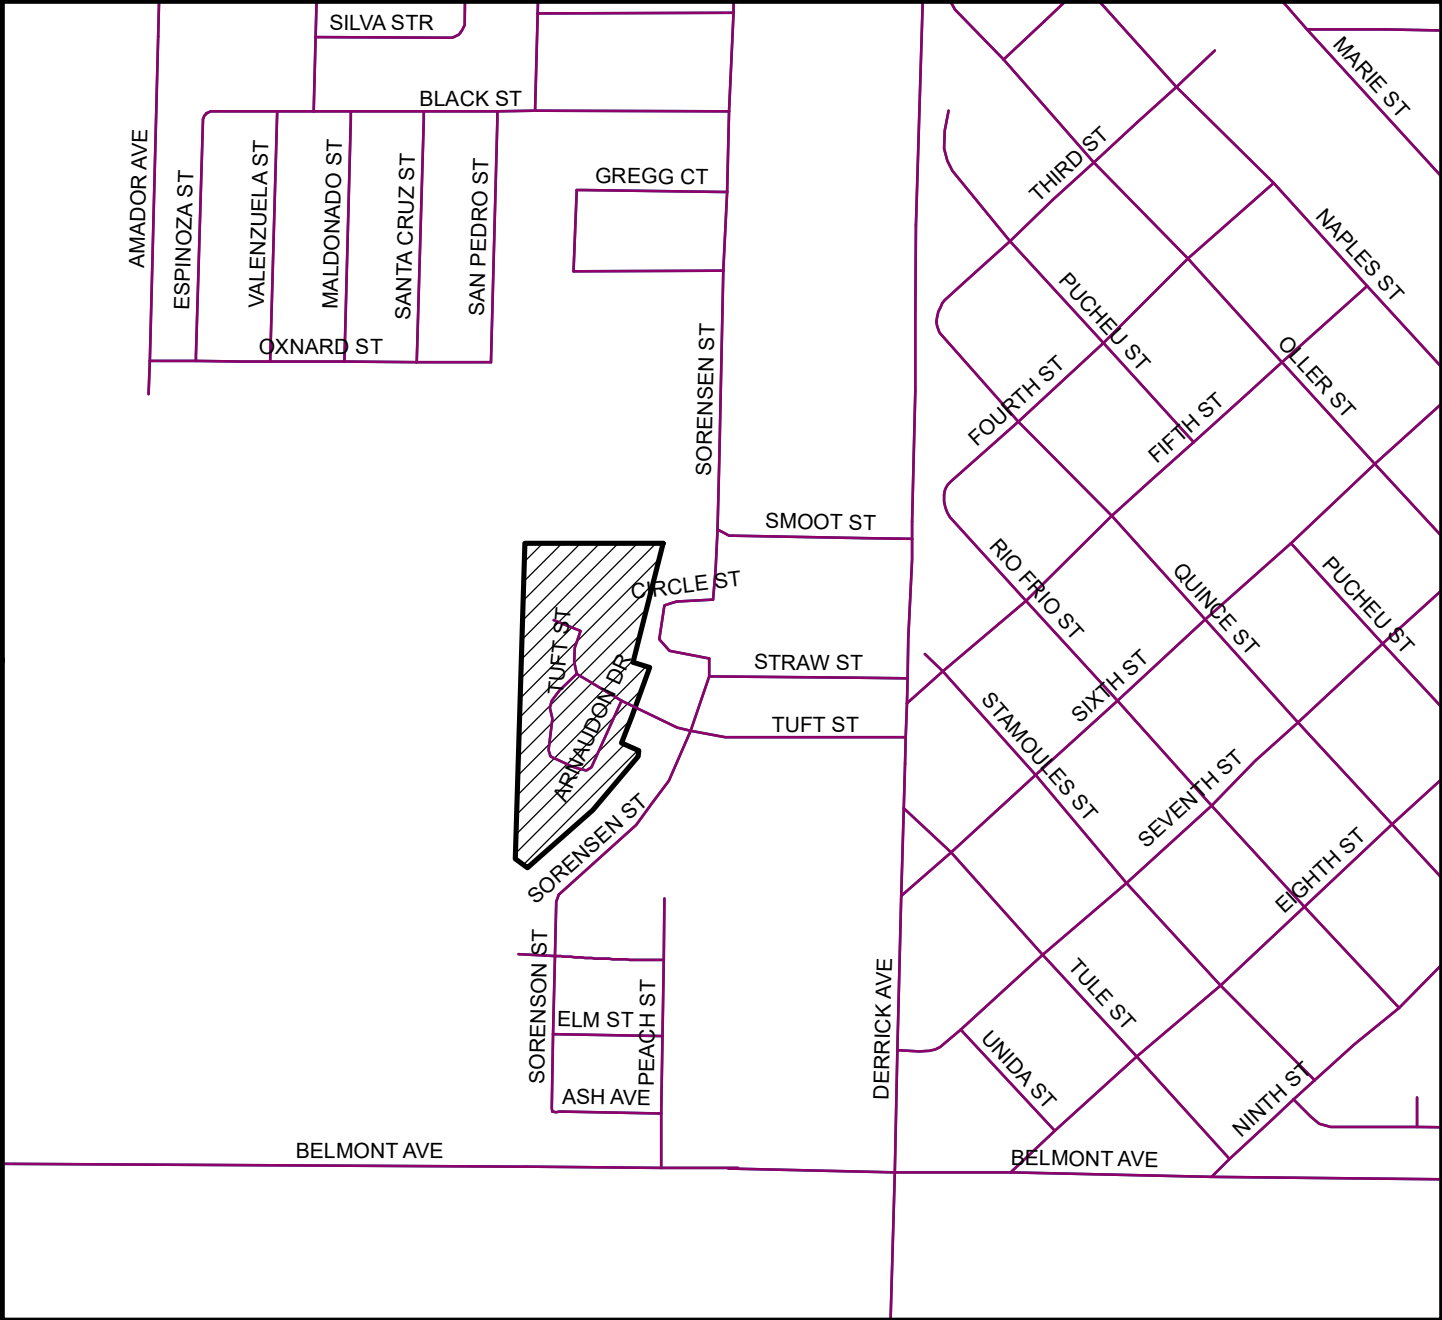 SILVA STR
MARIE ST
BLACK ST
AMADOR AVE
ESPINOZA ST
VALENZUELA ST
MALDONADO ST
SANTA CRUZ ST
SAN PEDRO ST
GREGG CT
THIRD ST
NAPLES ST
PUCHEU ST
OXNARD ST
SORENSEN ST
OLLER ST
FOURTH ST
FIFTH ST
SMOOT ST
CIRCLE ST
RIO FRIO ST
QUINCE ST
PUCHEU ST
TUFT ST
STRAW ST
ARNAUDON DR
SIXTH ST
TUFT ST
STAMOULES ST
SEVENTH ST
SORENSEN ST
EIGHTH ST
SORENSON ST
DERRICK AVE
TULE ST
ELM ST
PEACH ST
UNIDA ST
ASH AVE
NINTH ST
BELMONT AVE
BELMONT AVE